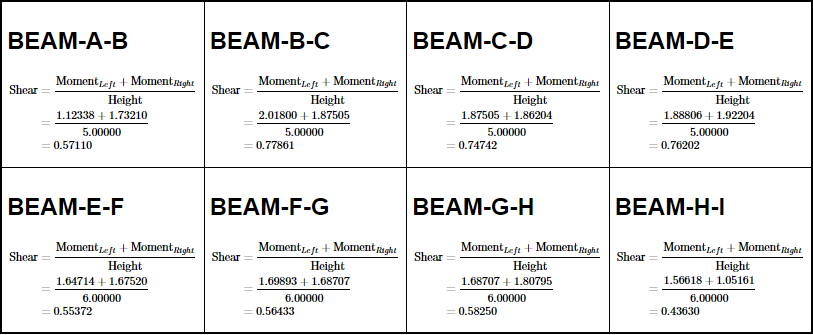 BEAM-A-B
Shear = Moment_Left + Moment_Right
Height
= 1.12338 + 1.73210
5.00000
= 0.57110
BEAM-B-C
Shear = Moment_Left + Moment_Right
Height
= 2.01800 + 1.87505
5.00000
= 0.77861
BEAM-C-D
Shear = Moment_Left + Moment_Right
Height
= 1.87505 + 1.86204
5.00000
= 0.74742
BEAM-D-E
Shear = Moment_Left + Moment_Right
Height
= 1.88806 + 1.92204
5.00000
= 0.76202
BEAM-E-F
Shear = Moment_Left + Moment_Right
Height
= 1.64714 + 1.67520
6.00000
= 0.55372
BEAM-F-G
Shear = Moment_Left + Moment_Right
Height
= 1.69893 + 1.68707
6.00000
= 0.56433
BEAM-G-H
Shear = Moment_Left + Moment_Right
Height
= 1.68707 + 1.80795
6.00000
= 0.58250
BEAM-H-I
Shear = Moment_Left + Moment_Right
Height
= 1.56618 + 1.05161
6.00000
= 0.43630